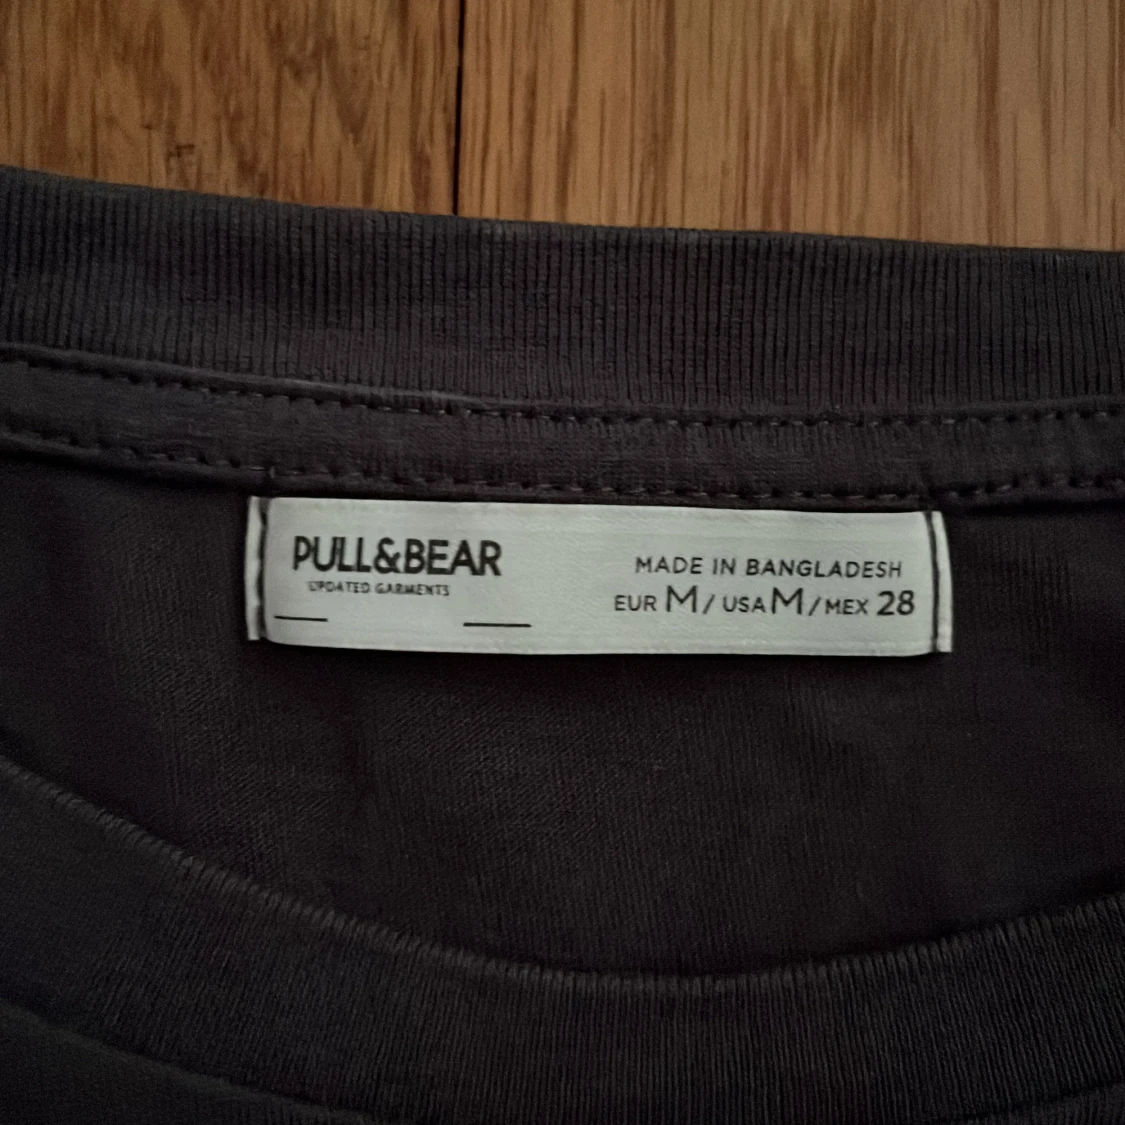 PULL&BEAR
UPDATED GARMENTS
MADE IN BANGLADESH
EUR M / USA M / MEX 28